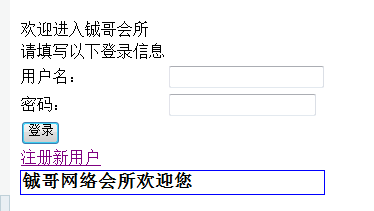 欢迎进入铖哥会所
请填写以下登录信息
用户名：
密码：
登录
注册新用户
铖哥网络会所欢迎您